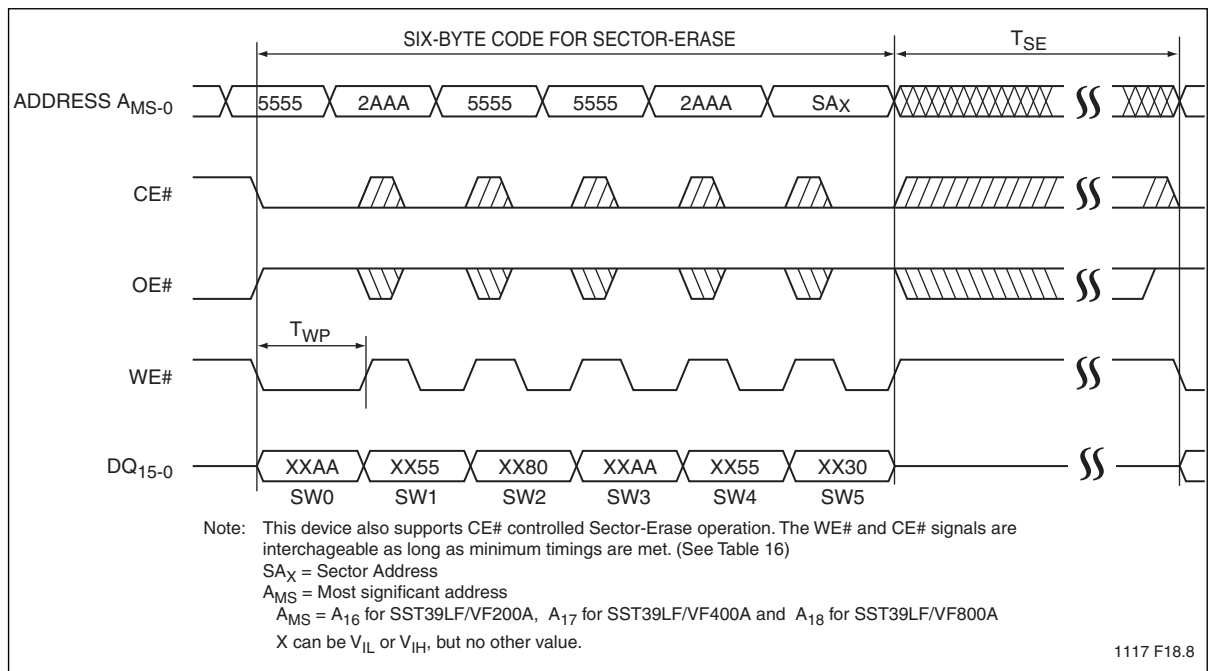 SIX-BYTE CODE FOR SECTOR-ERASE
TSE
ADDRESS AMS-0
5555 2AAA 5555 5555 2AAA SAX
CE#
OE#
TWP
WE#
DQ15-0
XXAA XX55 XX80 XXAA XX55 XX30
SW0 SW1 SW2 SW3 SW4 SW5
Note: This device also supports CE# controlled Sector-Erase operation. The WE# and CE# signals are
interchageable as long as minimum timings are met. (See Table 16)
SAX = Sector Address
AMS = Most significant address
AMS = A16 for SST39LF/VF200A, A17 for SST39LF/VF400A and A18 for SST39LF/VF800A
X can be VIL or VIH, but no other value.
1117 F18.8